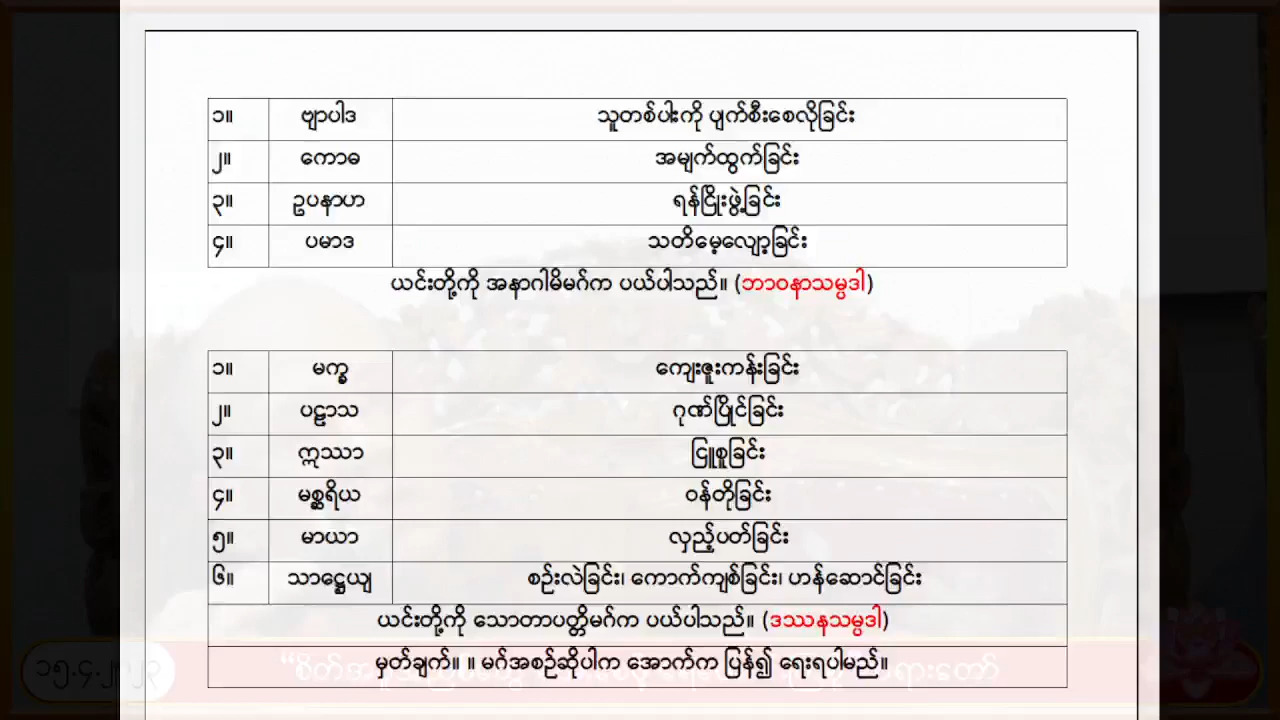 ၁။ ဗျာပါဒ သူတစ်ပါးကို ပျက်စီးစေလိုခြင်း
၂။ ကောဓ အမျက်ထွက်ခြင်း
၃။ ဥပနာဟ ရန်ငြိုးဖွဲ့ခြင်း
၄။ ပမာဒ သတိမေ့လျော့ခြင်း
ယင်းတို့ကို အနာဂါမိမဂ်က ပယ်ပါသည်။ (ဘာဝနာသမ္ပဒါ)
၁။ မက္ခ ကျေးဇူးကန်းခြင်း
၂။ ပဠာသ ဂုဏ်ပြိုင်ခြင်း
၃။ ဣဿာ ငြူစူခြင်း
၄။ မစ္ဆရိယ ဝန်တိုခြင်း
၅။ မာယာ လှည့်ပတ်ခြင်း
၆။ သာဌေယျ စဉ်းလဲခြင်း၊ ကောက်ကျစ်ခြင်း၊ ဟန်ဆောင်ခြင်း
ယင်းတို့ကို သောတာပတ္တိမဂ်က ပယ်ပါသည်။ (ဒဿနသမ္ပဒါ)
မှတ်ချက်။ ။ မဂ်အစဉ်ဆိုပါက အောက်က ပြန်၍ ရေးရပါမည်။
၁၅.၄.၂၀၂၃